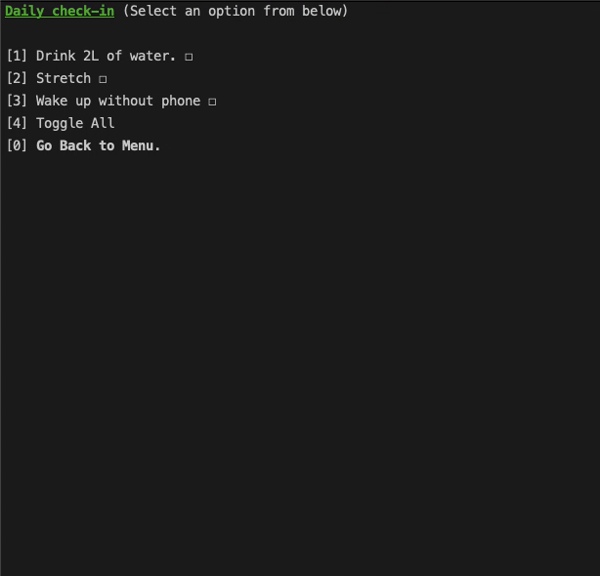 Daily check-in (Select an option from below)
[1] Drink 2L of water. ☐
[2] Stretch ☐
[3] Wake up without phone ☐
[4] Toggle All
[0] Go Back to Menu.